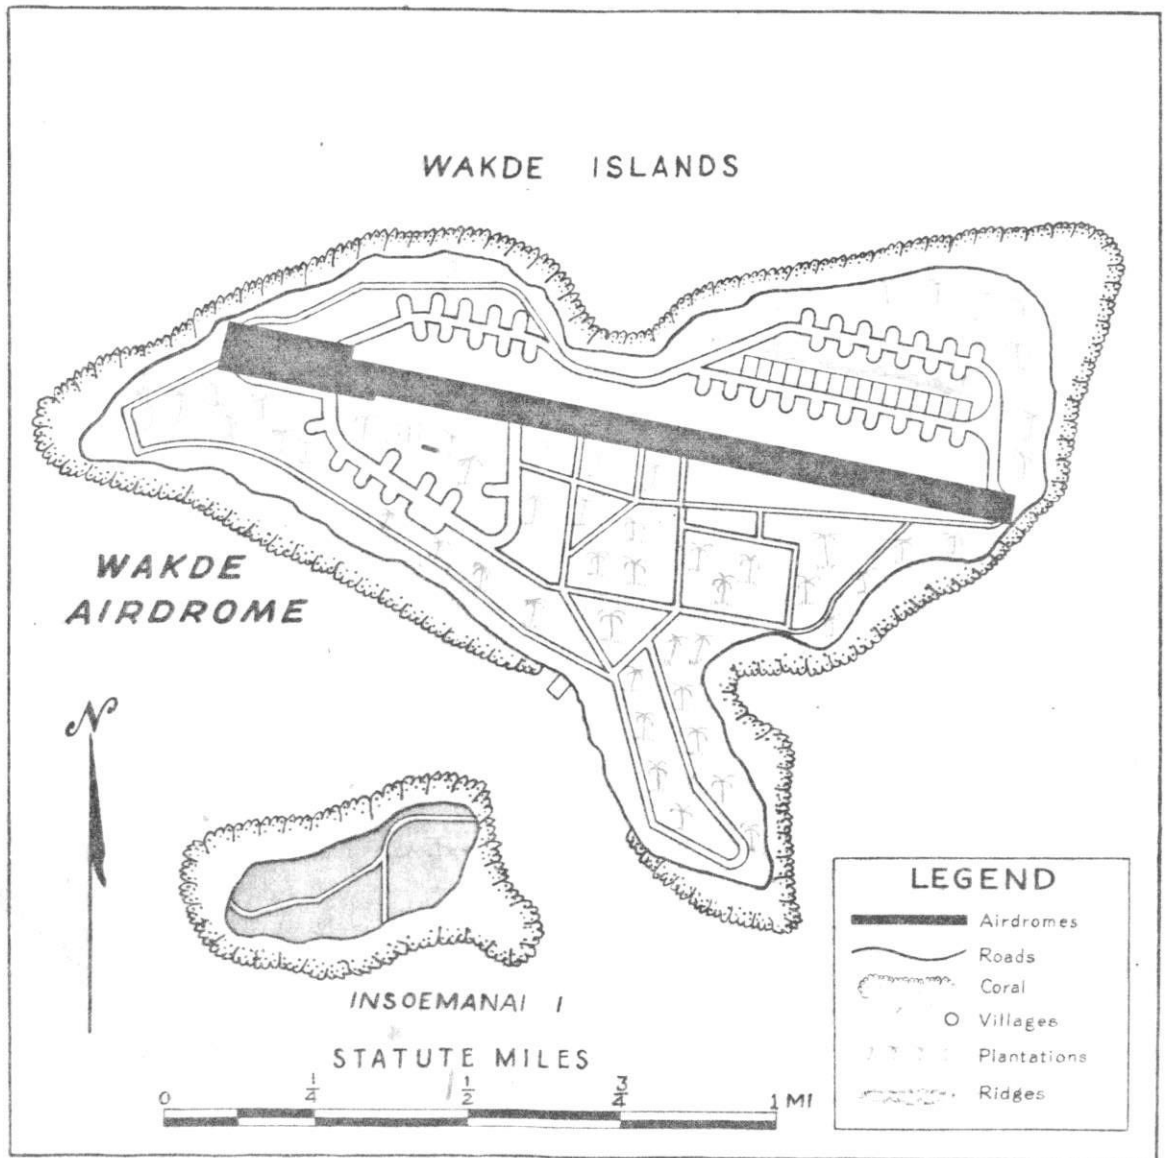 WAKDE ISLANDS
WAKDE
AIRDROME
N
INSOEMANAI I
STATUTE MILES
0 1/4 1/2 3/4 1 MI
LEGEND
Airdromes
Roads
Coral
Villages
Plantations
Ridges